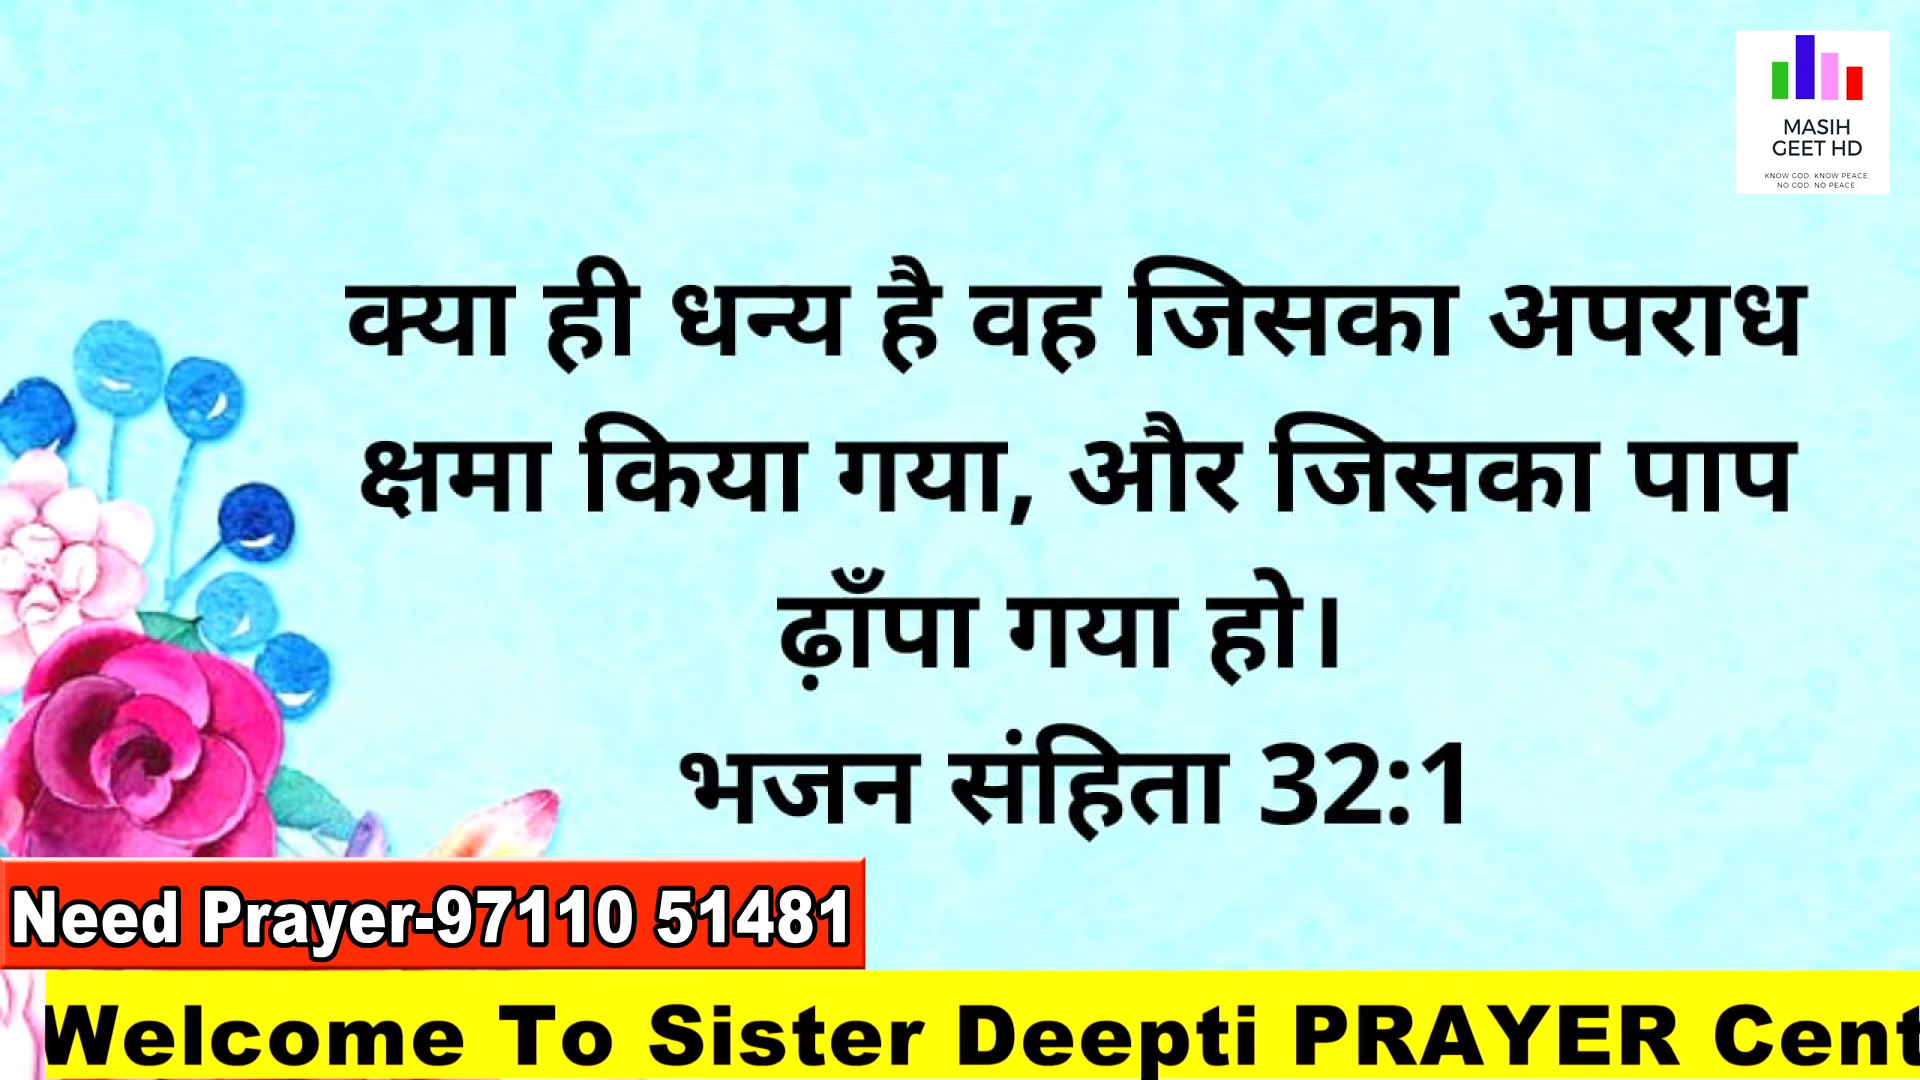 MASIH
GEET HD
KNOW GOD. KNOW PEACE.
NO GOD. NO PEACE.
क्या ही धन्य है वह जिसका अपराध
क्षमा किया गया, और जिसका पाप
ढ़ाँपा गया हो।
भजन संहिता 32:1
Need Prayer-97110 51481
Welcome To Sister Deepti PRAYER Cent